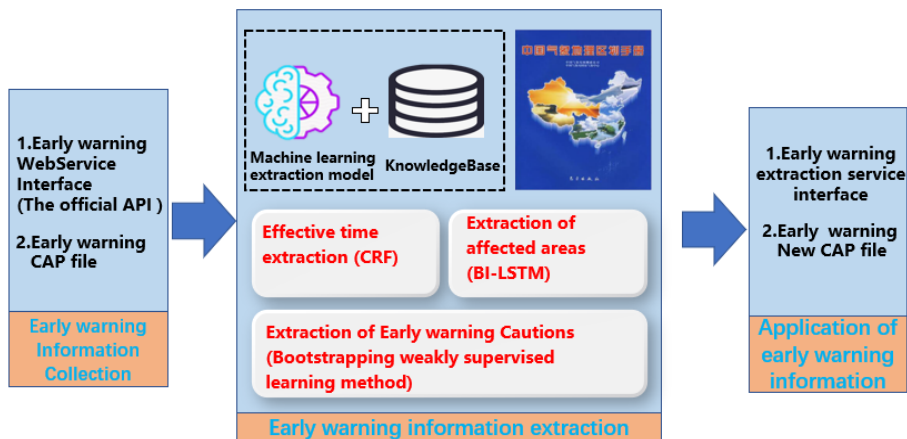 1.Early warning
WebService
Interface
(The official API )
2.Early warning
CAP file
Early warning
Information
Collection
Machine learning
extraction model
+
KnowledgeBase
Effective time
extraction (CRF)
Extraction of
affected areas
(BI-LSTM)
Extraction of Early warning Cautions
(Bootstrapping weakly supervised
learning method)
Early warning information extraction
1.Early warning
extraction service
interface
2.Early warning
New CAP file
Application of
early warning
information